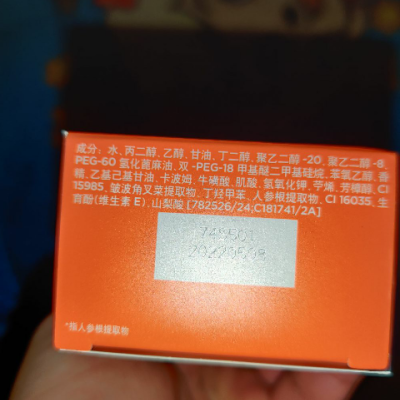 成分: 水, 丙二醇, 乙醇, 甘油, 丁二醇, 聚乙二醇 -20, 聚乙二醇 -8,
PEG-60 氢化蓖麻油, 双 -PEG-18 甲基醚二甲基硅烷, 苯氧乙醇, 香
精, 乙基己基甘油, 卡波姆, 牛磺酸, 肌酸, 氢氧化钾, 苧烯, 芳樟醇, CI
15985, 皱波角叉菜提取物, 丁羟甲苯, 人参根提取物, CI 16035, 生
育酚(维生素 E), 山梨酸 [782526/24;C181741/2A]
20220508
*指人参根提取物